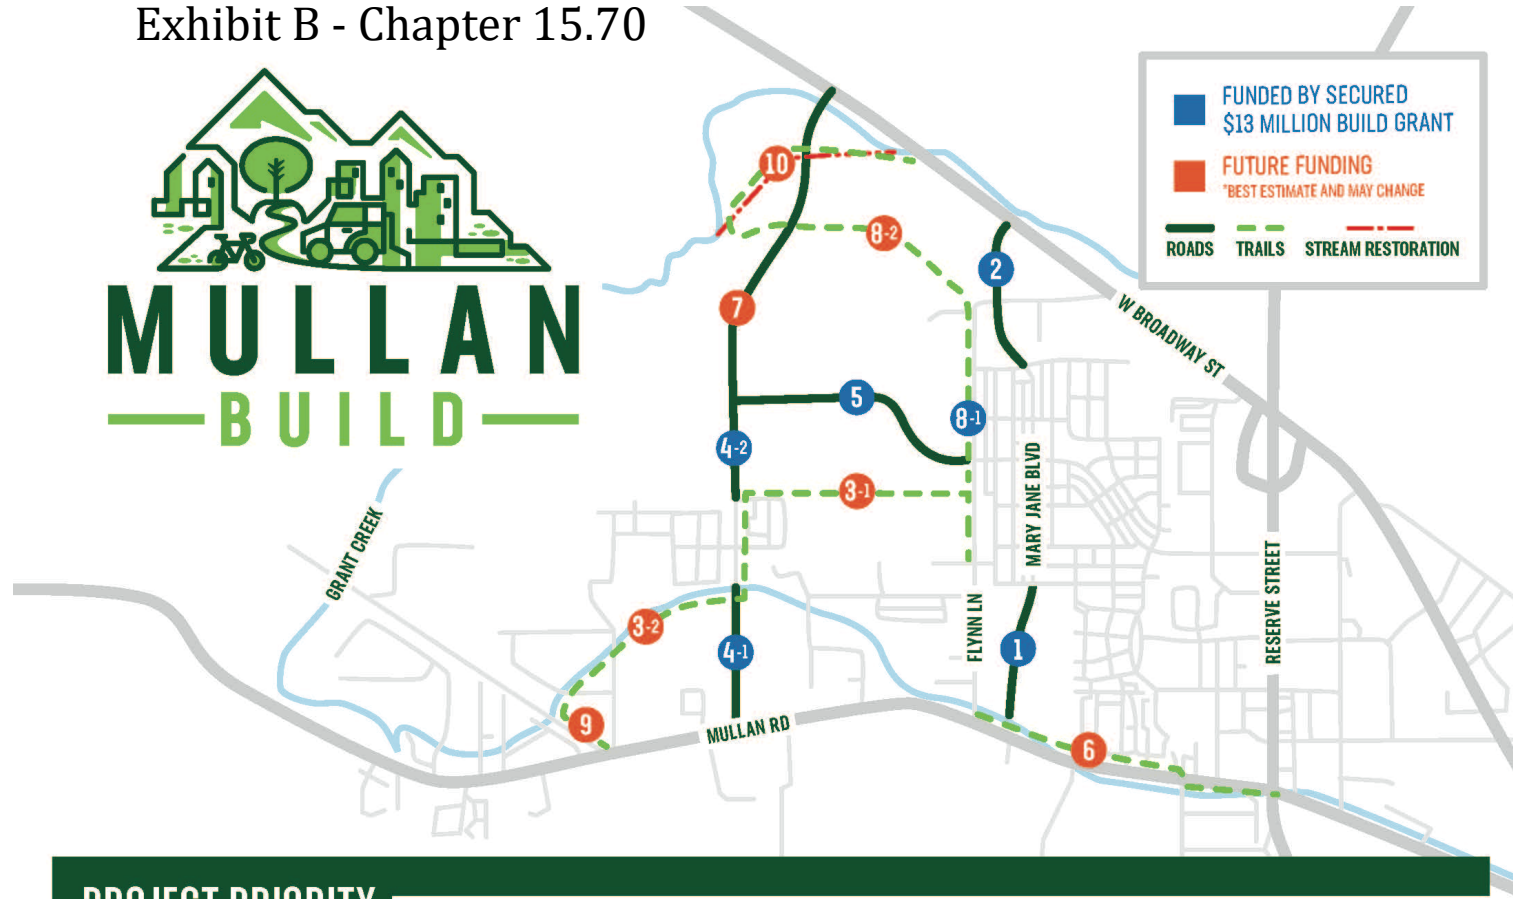 Exhibit B - Chapter 15.70
MULLAN
BUILD
FUNDED BY SECURED
$13 MILLION BUILD GRANT
FUTURE FUNDING
*BEST ESTIMATE AND MAY CHANGE
ROADS TRAILS STREAM RESTORATION
10
8-2
2
7
W BROADWAY ST
5
8-1
4-2
MARY JANE BLVD
3-1
GRANT CREEK
RESERVE STREET
FLYNN LN
3-2
4-1
1
9
MULLAN RD
6
PROJECT PRIORITY